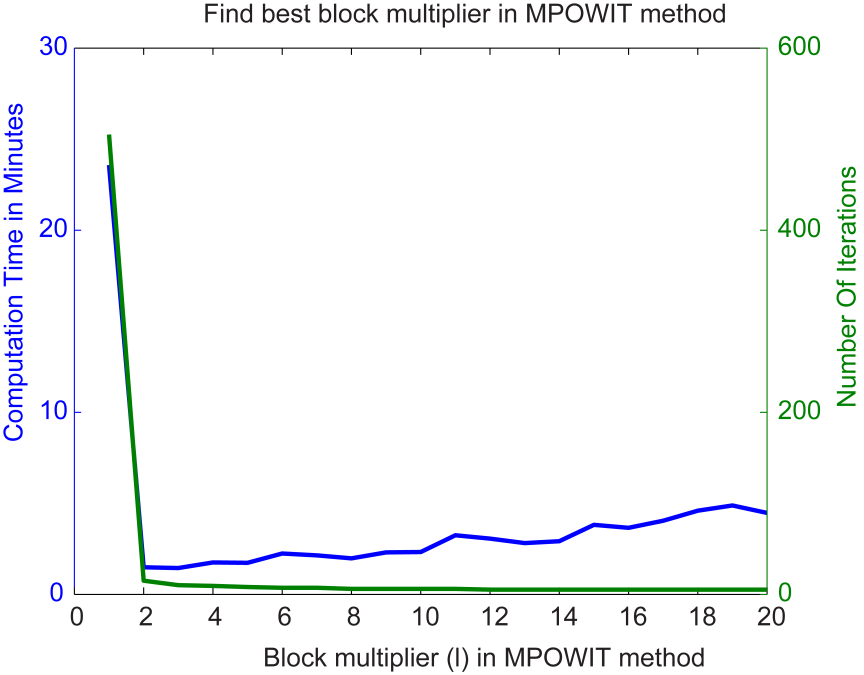 Find best block multiplier in MPOWIT method
30
20
10
0
600
400
200
0
0 2 4 6 8 10 12 14 16 18 20
Computation Time in Minutes
Number Of Iterations
Block multiplier (l) in MPOWIT method